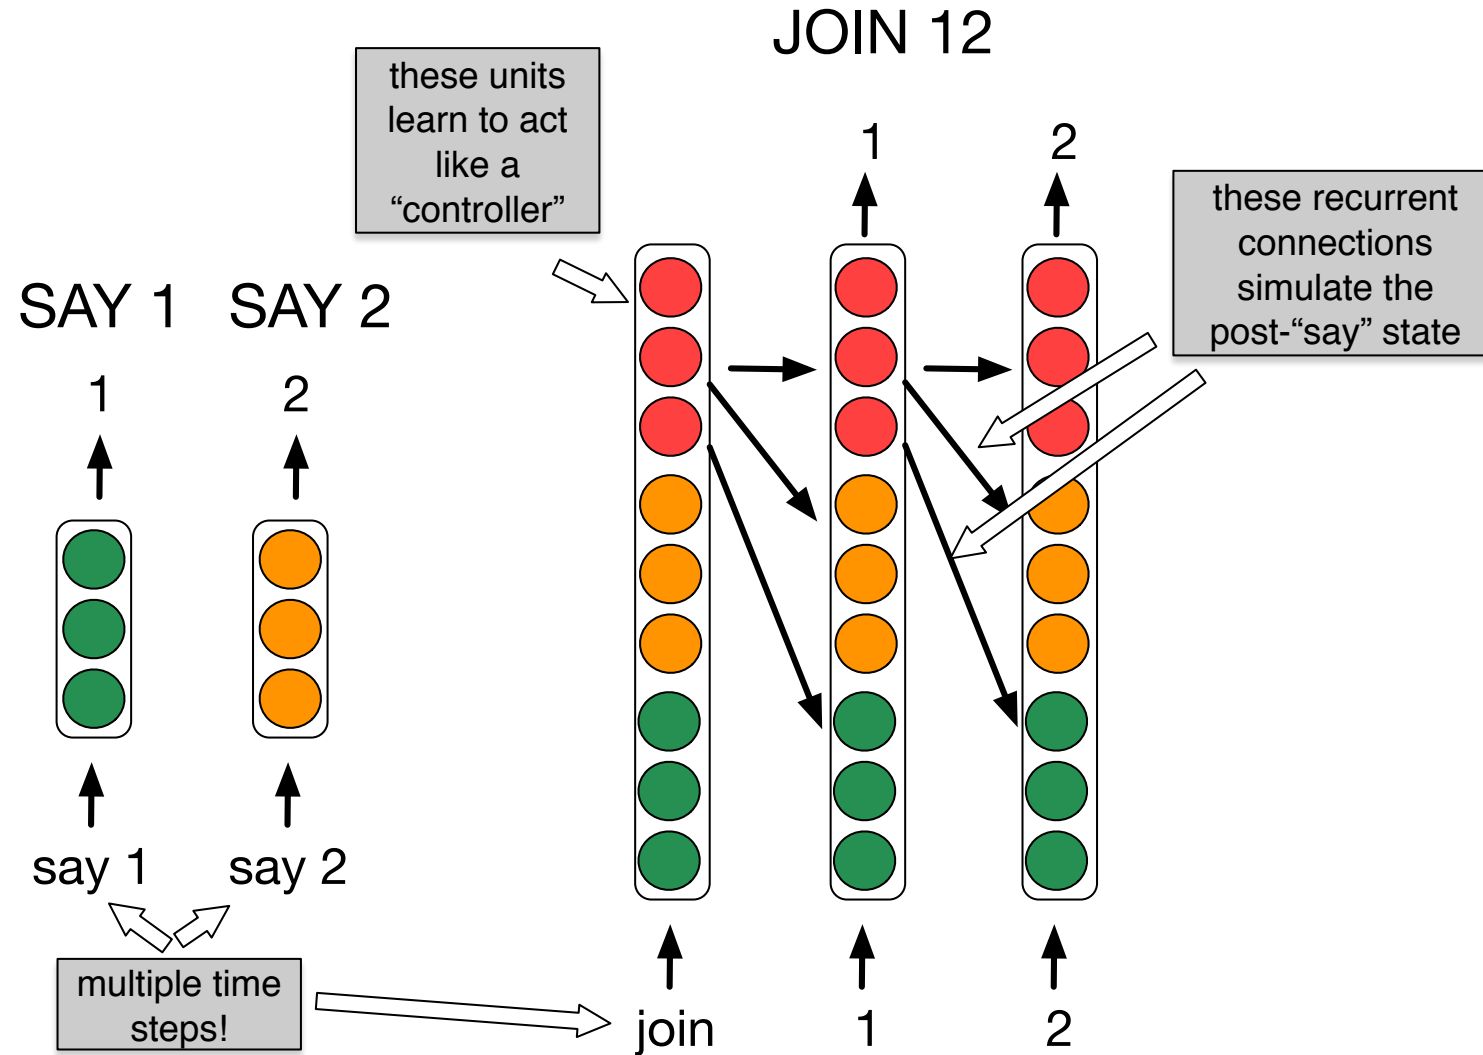 JOIN 12
these units
learn to act
like a
“controller”
1
2
these recurrent
connections
simulate the
post-“say” state
SAY 1
SAY 2
1
2
say 1
say 2
multiple time
steps!
join
1
2